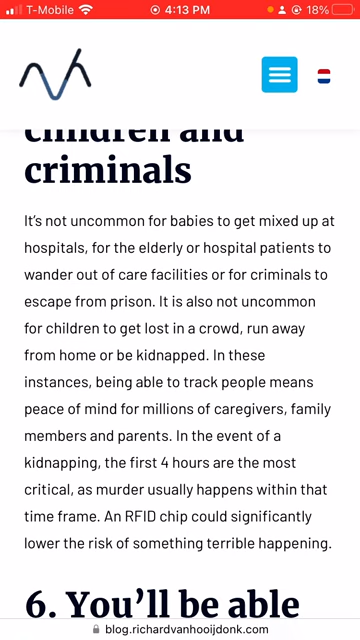 T-Mobile 4:13 PM 18%
children and
criminals
It's not uncommon for babies to get mixed up at
hospitals, for the elderly or hospital patients to
wander out of care facilities or for criminals to
escape from prison. It is also not uncommon
for children to get lost in a crowd, run away
from home or be kidnapped. In these
instances, being able to track people means
peace of mind for millions of caregivers, family
members and parents. In the event of a
kidnapping, the first 4 hours are the most
critical, as murder usually happens within that
time frame. An RFID chip could significantly
lower the risk of something terrible happening.
6. You'll be able
blog.richardvanhooijdonk.com